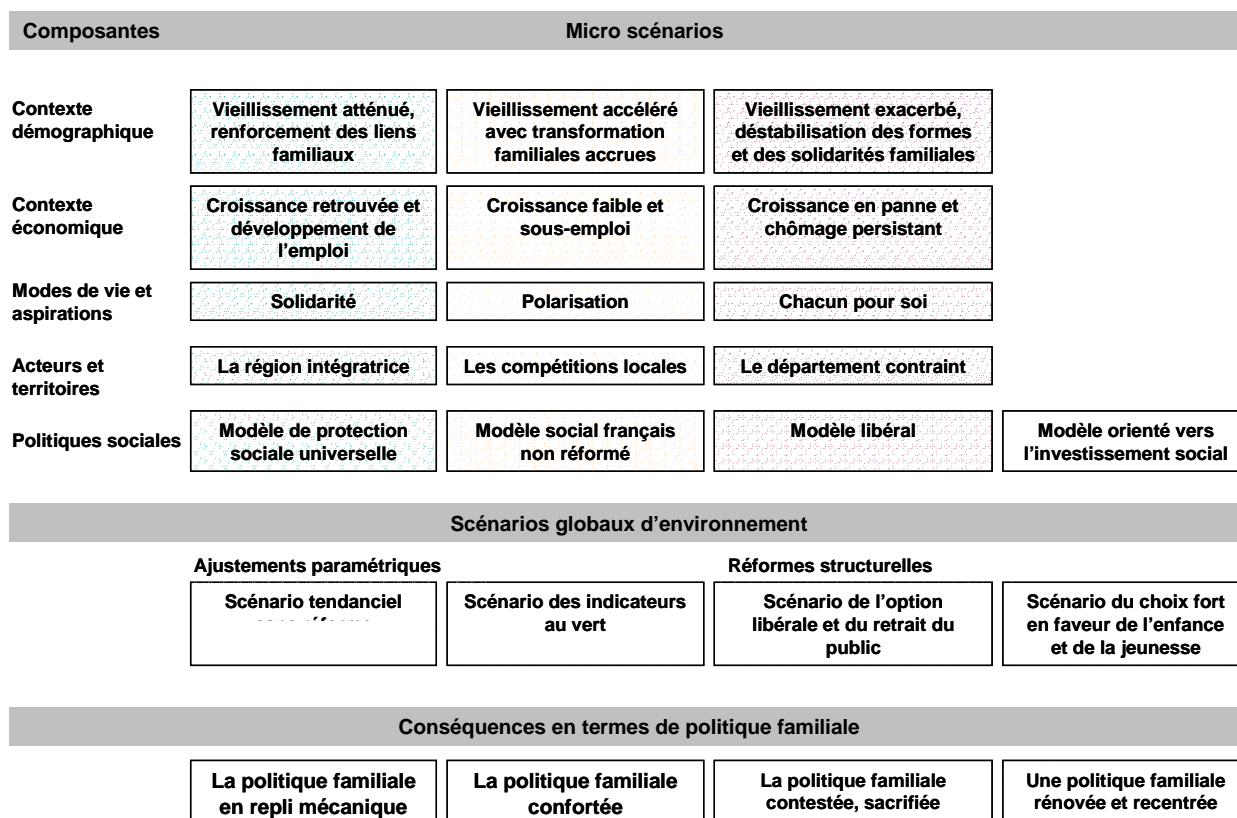 Composantes
Micro scénarios
Contexte
démographique
Vieillissement atténué,
renforcement des liens
familiaux
Vieillissement accéléré
avec transformation
familiales accrues
Vieillissement exacerbé,
déstabilisation des formes
et des solidarités familiales
Contexte
économique
Croissance retrouvée et
développement de
l’emploi
Croissance faible et
sous-emploi
Croissance en panne et
chômage persistant
Modes de vie et
aspirations
Solidarité
Polarisation
Chacun pour soi
Acteurs et
territoires
La région intégratrice
Les compétitions locales
Le département contraint
Politiques sociales
Modèle de protection
sociale universelle
Modèle social français
non réformé
Modèle libéral
Modèle orienté vers
l’investissement social
Scénarios globaux d’environnement
Ajustements paramétriques
Réformes structurelles
Scénario tendanciel
Scénario des indicateurs
au vert
Scénario de l’option
libérale et du retrait du
public
Scénario du choix fort
en faveur de l’enfance
et de la jeunesse
Conséquences en termes de politique familiale
La politique familiale
en repli mécanique
La politique familiale
confortée
La politique familiale
contestée, sacrifiée
Une politique familiale
rénovée et recentrée